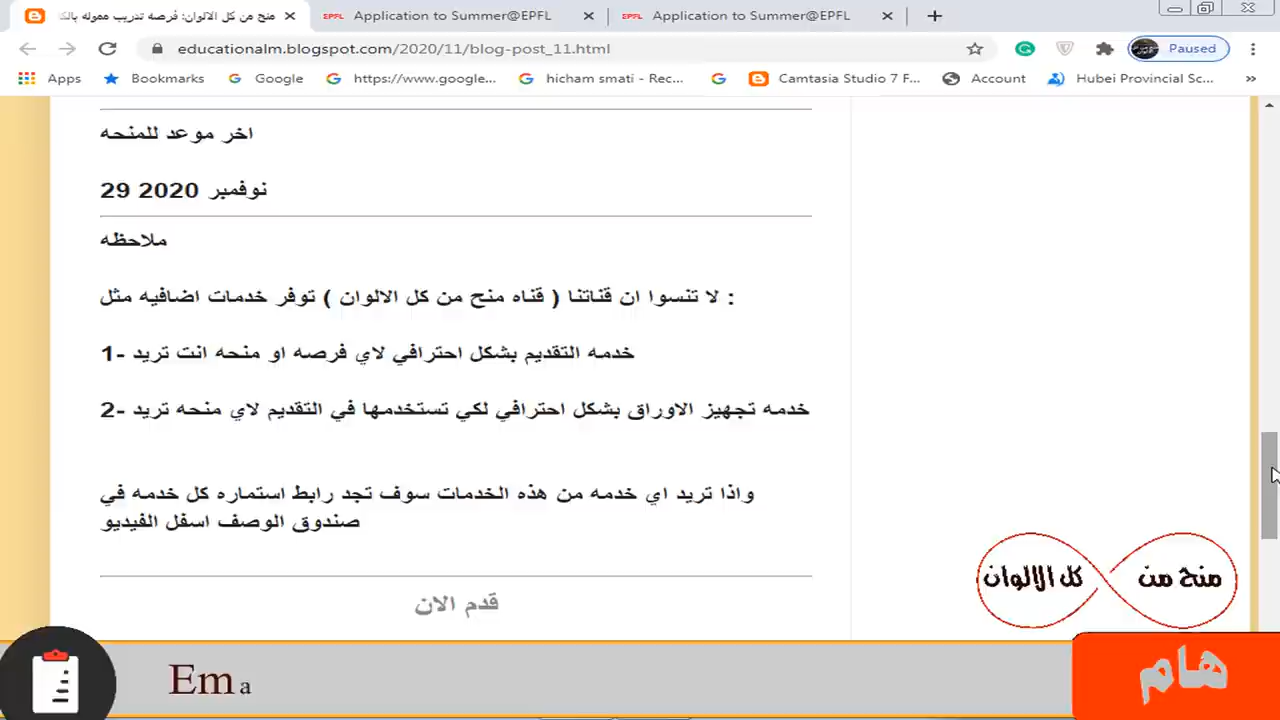 منح من كل الالوان: فرصه تدريب مموله بالك
EPFL Application to Summer@EPFL
EPFL Application to Summer@EPFL
educationalm.blogspot.com/2020/11/blog-post_11.html
Paused
Apps
Bookmarks
Google
https://www.google...
hicham smati - Rec...
Camtasia Studio 7 F...
Account
Hubei Provincial Sc...
اخر موعد للمنحه
29 نوفمبر 2020
ملاحظه
لا تنسوا ان قناتنا ( قناه منح من كل الالوان ) توفر خدمات اضافيه مثل :
1- خدمه التقديم بشكل احترافي لاي فرصه او منحه انت تريد
2- خدمه تجهيز الاوراق بشكل احترافي لكي تستخدمها في التقديم لاي منحه تريد
واذا تريد اي خدمه من هذه الخدمات سوف تجد رابط استماره كل خدمه في
صندوق الوصف اسفل الفيديو
قدم الان
منح من كل الالوان
هام
Ema